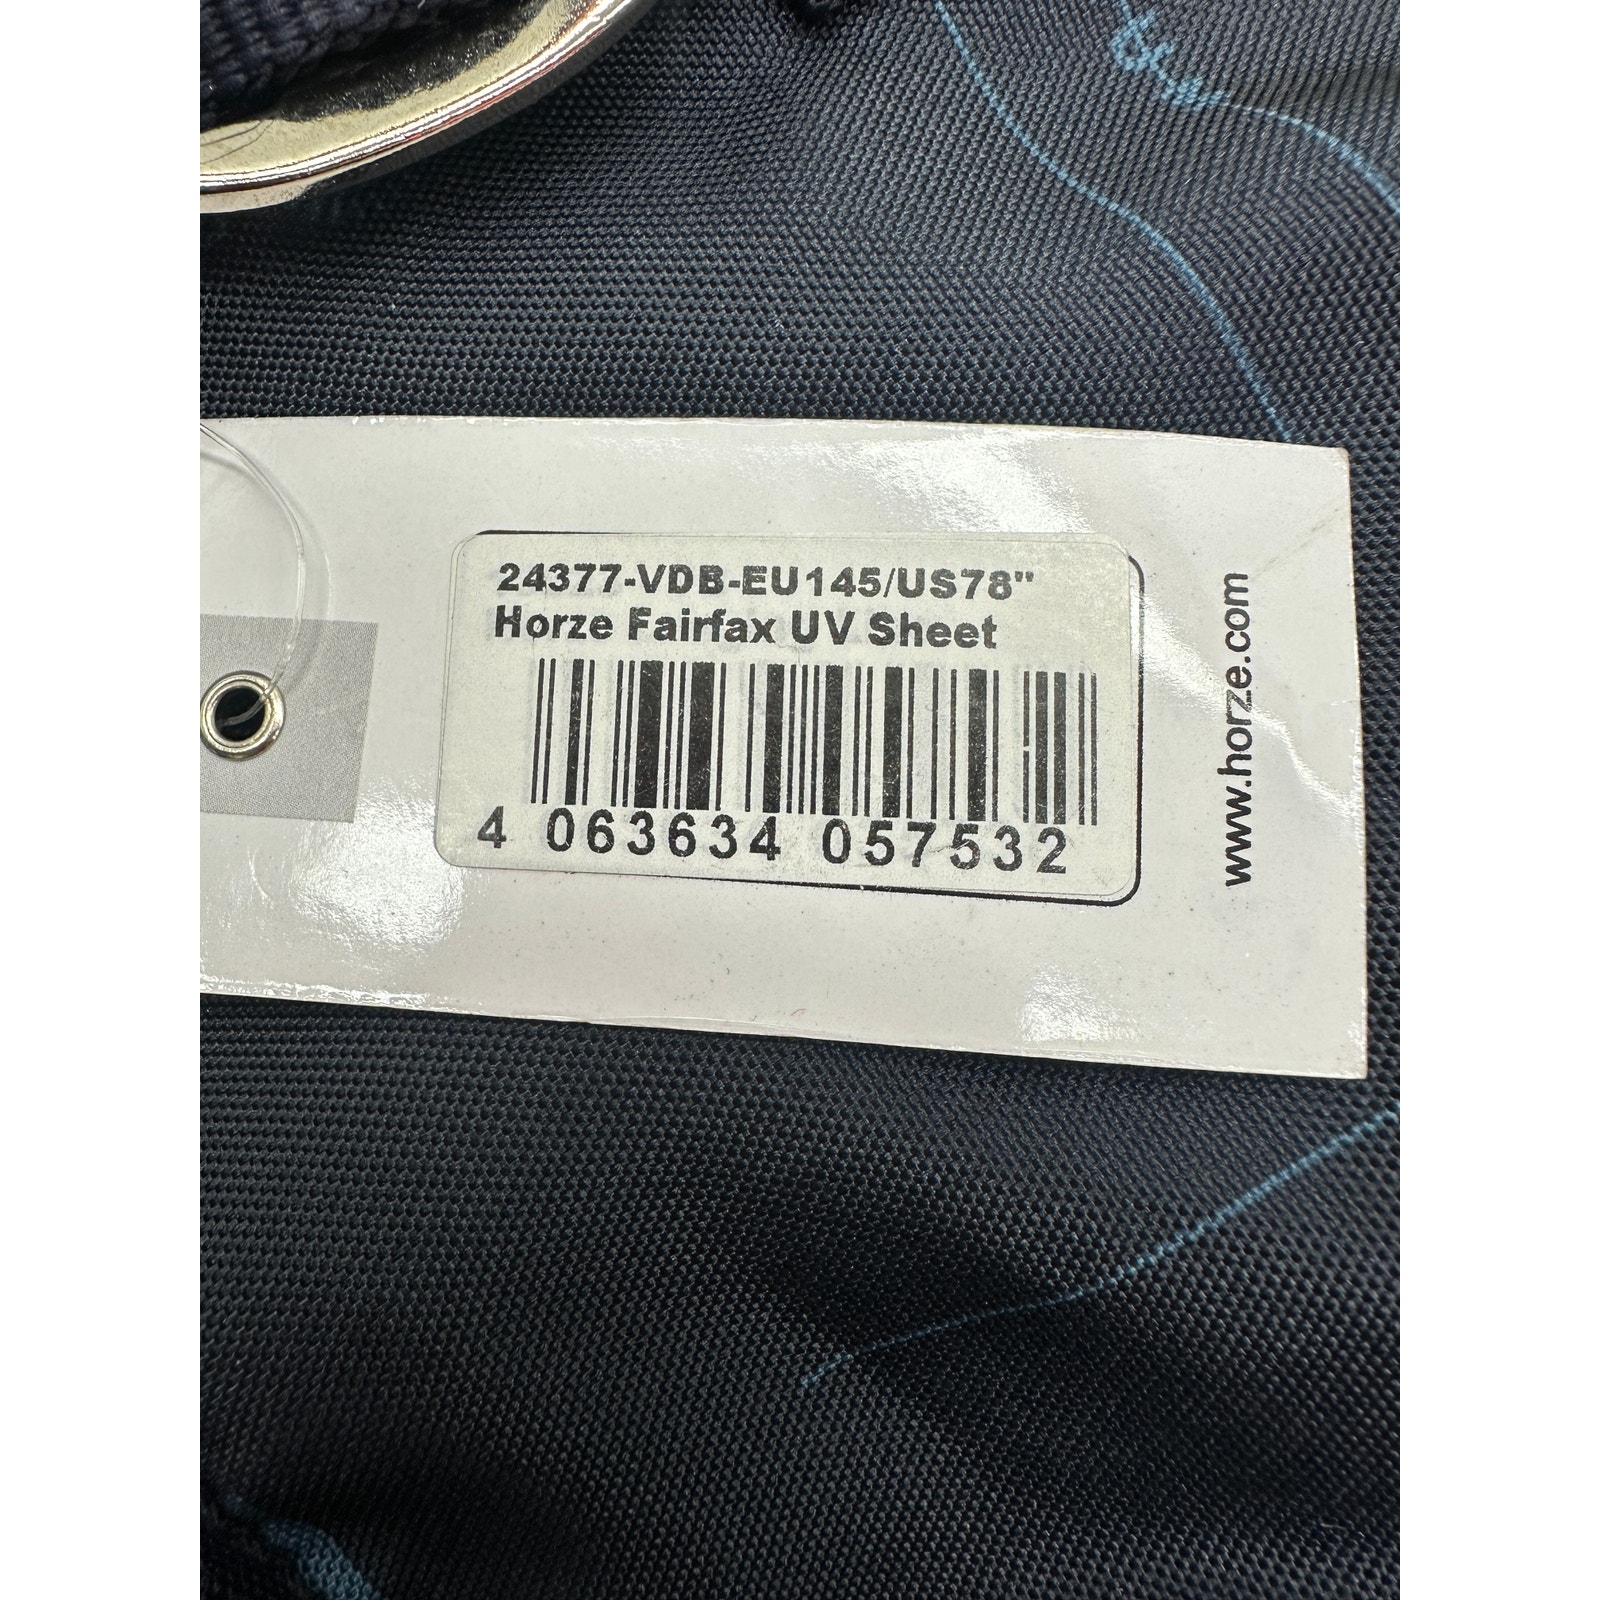 24377-VDB-EU145/US78"
Horze Fairfax UV Sheet
4 063634 057532
www.horze.com